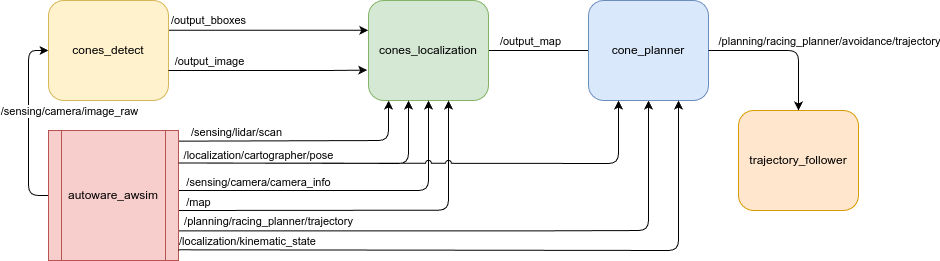 /output_bboxes
cones_detect
cones_localization
/output_map
cone_planner
/planning/racing_planner/avoidance/trajectory
/output_image
/sensing/camera/image_raw
/sensing/lidar/scan
/localization/cartographer/pose
trajectory_follower
/sensing/camera/camera_info
autoware_awsim
/map
/planning/racing_planner/trajectory
/localization/kinematic_state